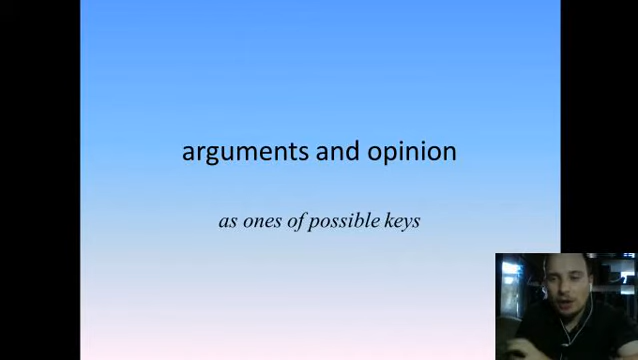 arguments and opinion
as ones of possible keys